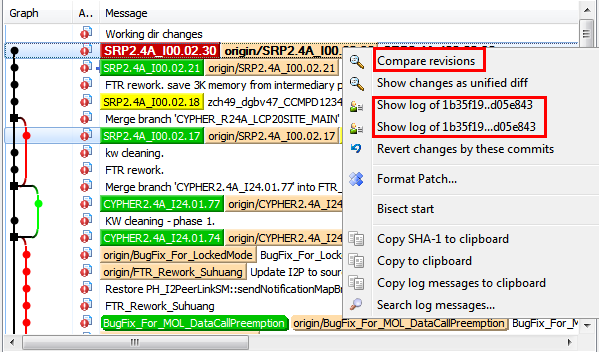 Graph A.. Message
Working dir changes
SRP2.4A_I00.02.30 origin/SRP2.4A_I00.02.30
SRP2.4A_I00.02.21 origin/SRP2.4A_I00.02.21
FTR rework. save 3K memory from intermediary p
SRP2.4A_I00.02.18 zch49_dgbv47_CCMPD1234
Merge branch 'CYPHER_R24A_LCP20SITE_MAIN'
SRP2.4A_I00.02.17 origin/SRP2.4A_I00.02.17
kw cleaning.
FTR rework.
Merge branch 'CYPHER2.4A_I24.01.77' into FTR_
CYPHER2.4A_I24.01.77 origin/CYPHER2.4A_I
KW cleaning - phase 1.
CYPHER2.4A_I24.01.74 origin/CYPHER2.4A_I
origin/BugFix_For_LockedMode BugFix_For_Lock
origin/FTR_Rework_Suhuang Update I2P to sour
Restore PH_I2PeerLinkSM::sendNotificationMapBr
FTR_Rework_Suhuang
BugFix_For_MOL_DataCallPreemption origin/BugFix_For_MOL_DataCallPreemption BugFix_For_M
Compare revisions
Show changes as unified diff
Show log of 1b35f19..d05e843
Show log of 1b35f19...d05e843
Revert changes by these commits
Format Patch...
Bisect start
Copy SHA-1 to clipboard
Copy to clipboard
Copy log messages to clipboard
Search log messages...